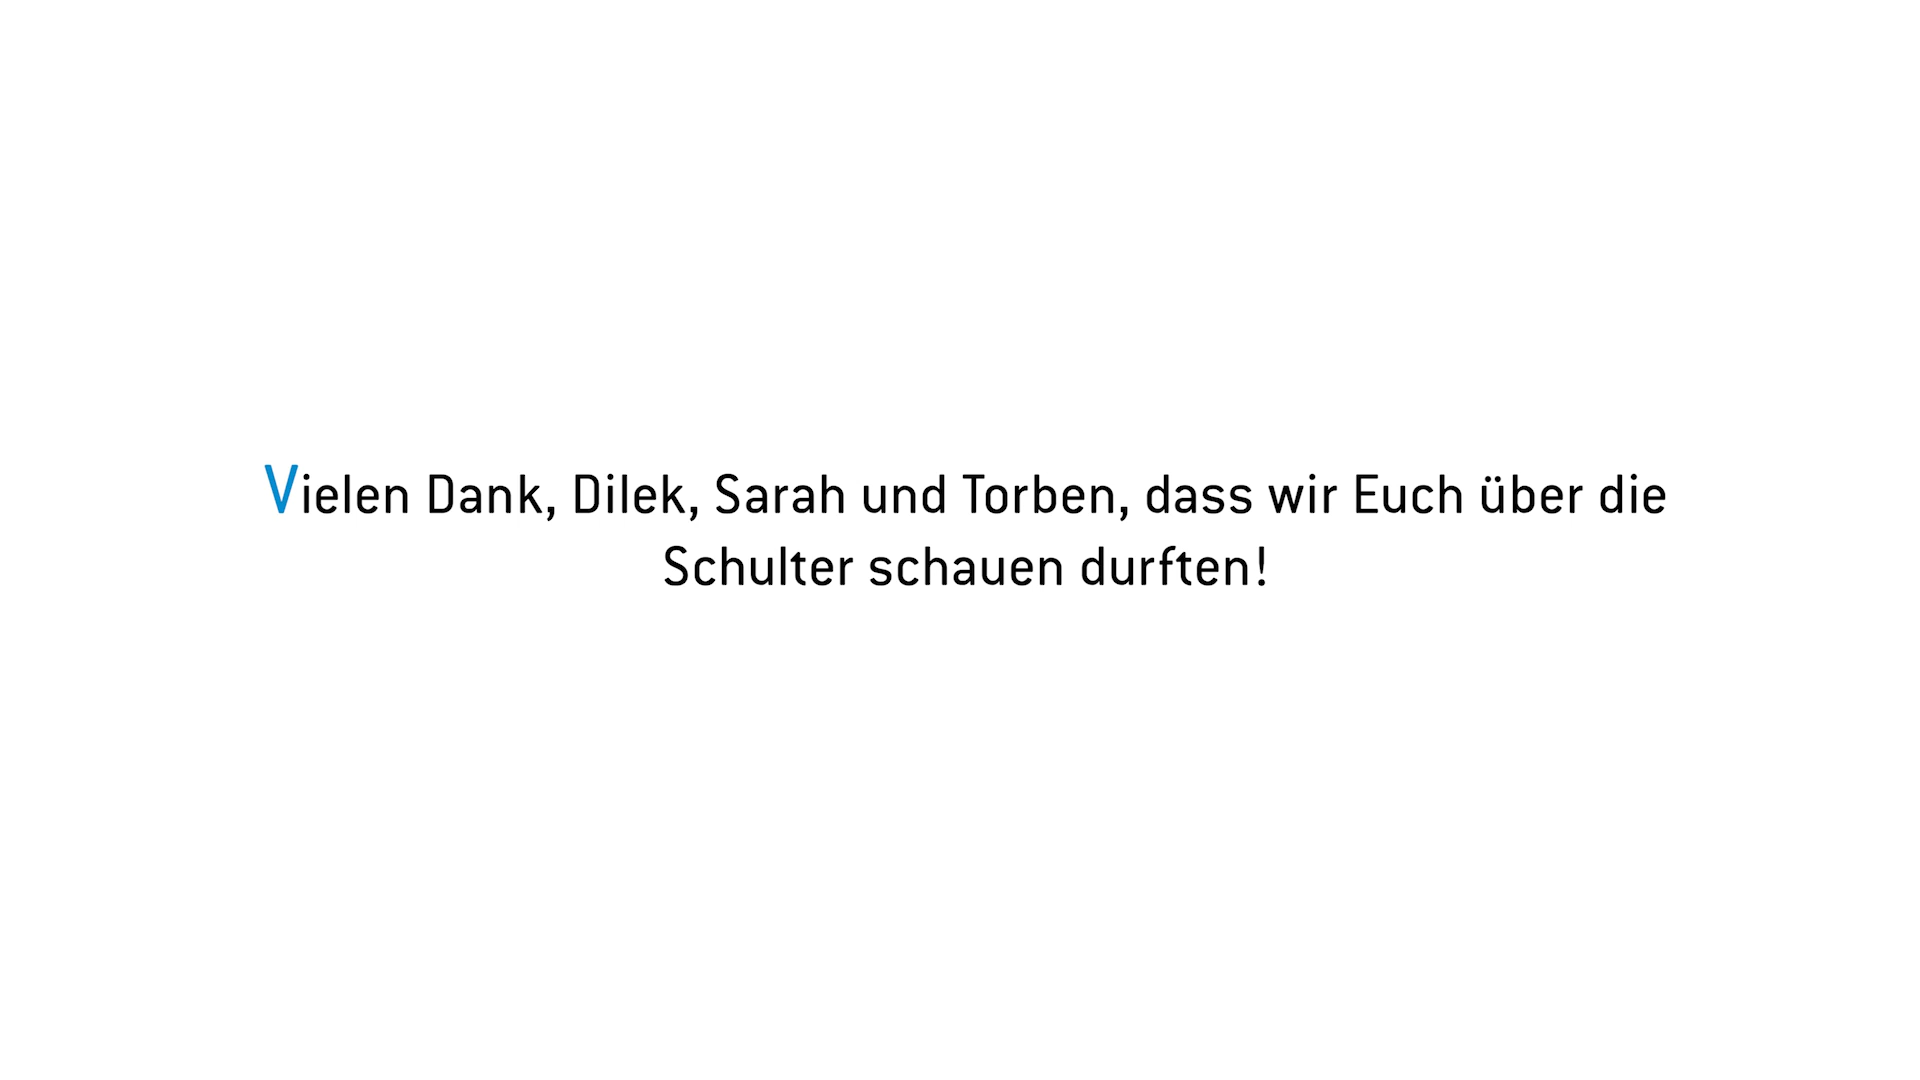 Vielen Dank, Dilek, Sarah und Torben, dass wir Euch über die
Schulter schauen durften!